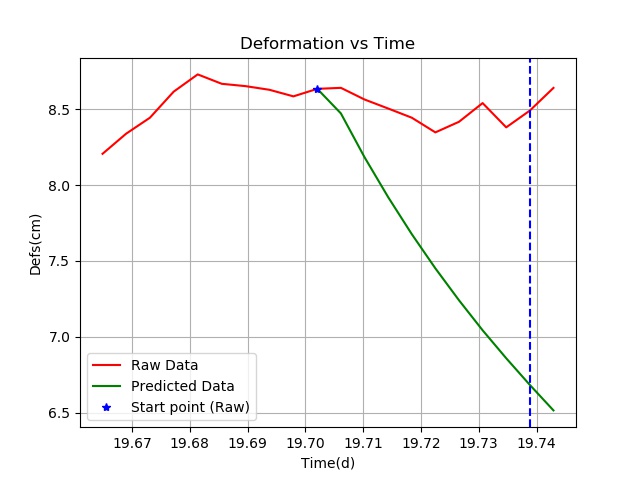 Deformation vs Time
Defs(cm)
8.5
8.0
7.5
7.0
6.5
Raw Data
Predicted Data
Start point (Raw)
19.67 19.68 19.69 19.70 19.71 19.72 19.73 19.74
Time(d)